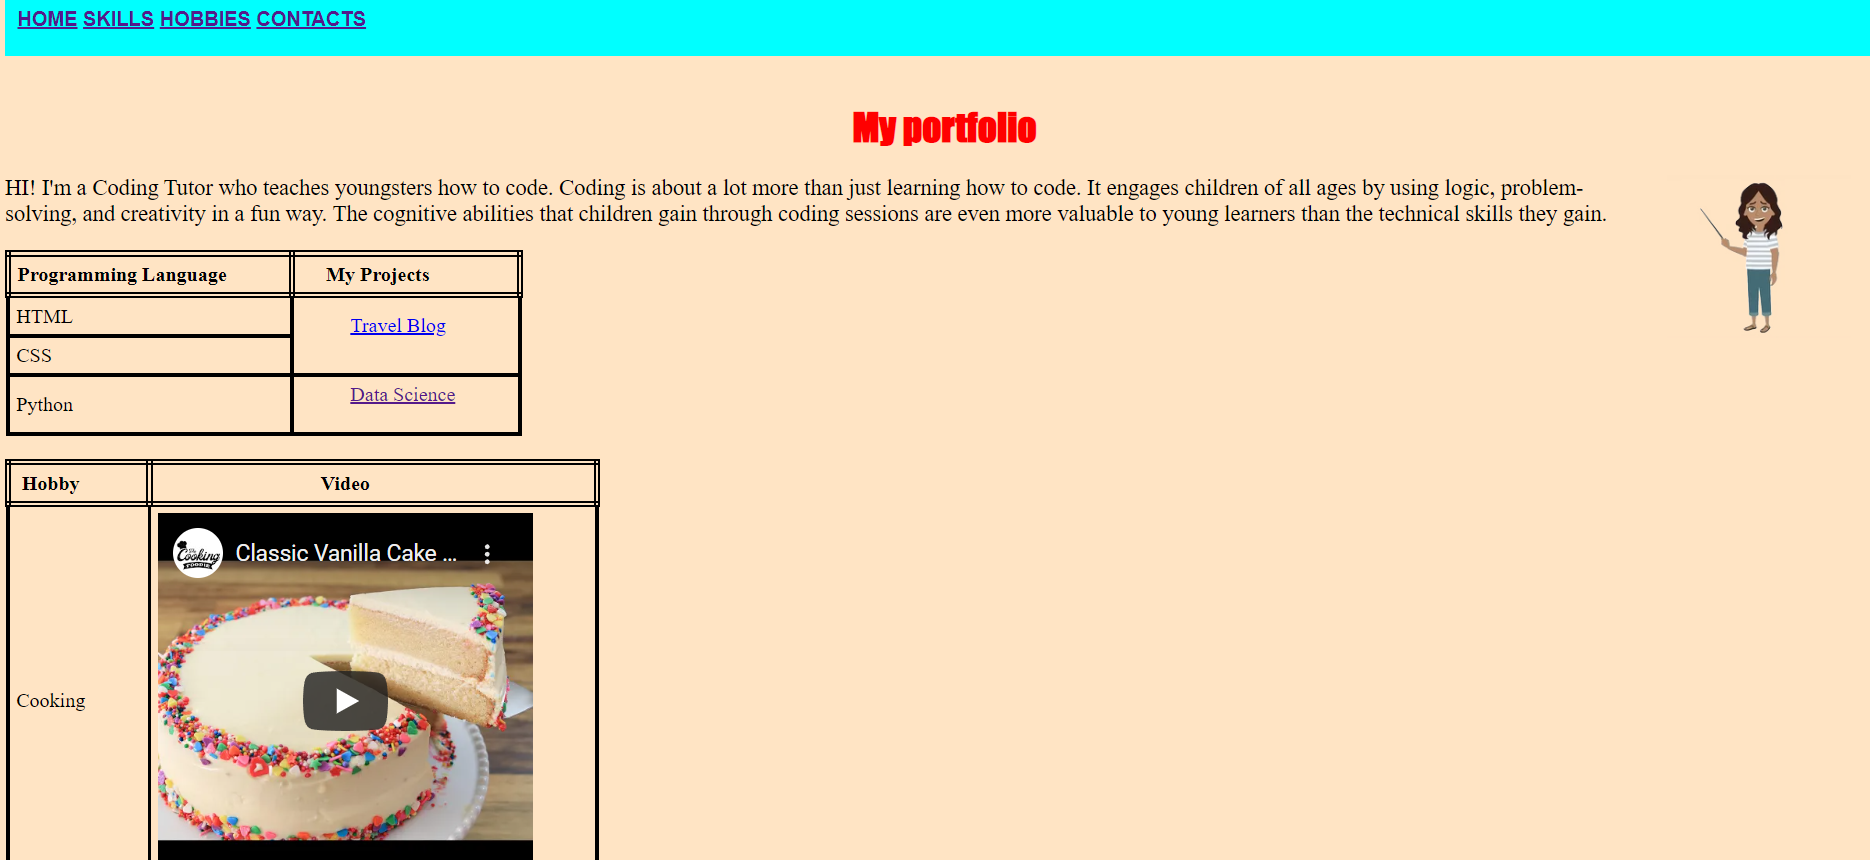 HOME SKILLS HOBBIES CONTACTS
My portfolio
HI! I'm a Coding Tutor who teaches youngsters how to code. Coding is about a lot more than just learning how to code. It engages children of all ages by using logic, problem-
solving, and creativity in a fun way. The cognitive abilities that children gain through coding sessions are even more valuable to young learners than the technical skills they gain.
Programming Language My Projects
HTML
Travel Blog
CSS
Python
Data Science
Hobby Video
Cooking
FOODIE
Classic Vanilla Cake ...
Cooking